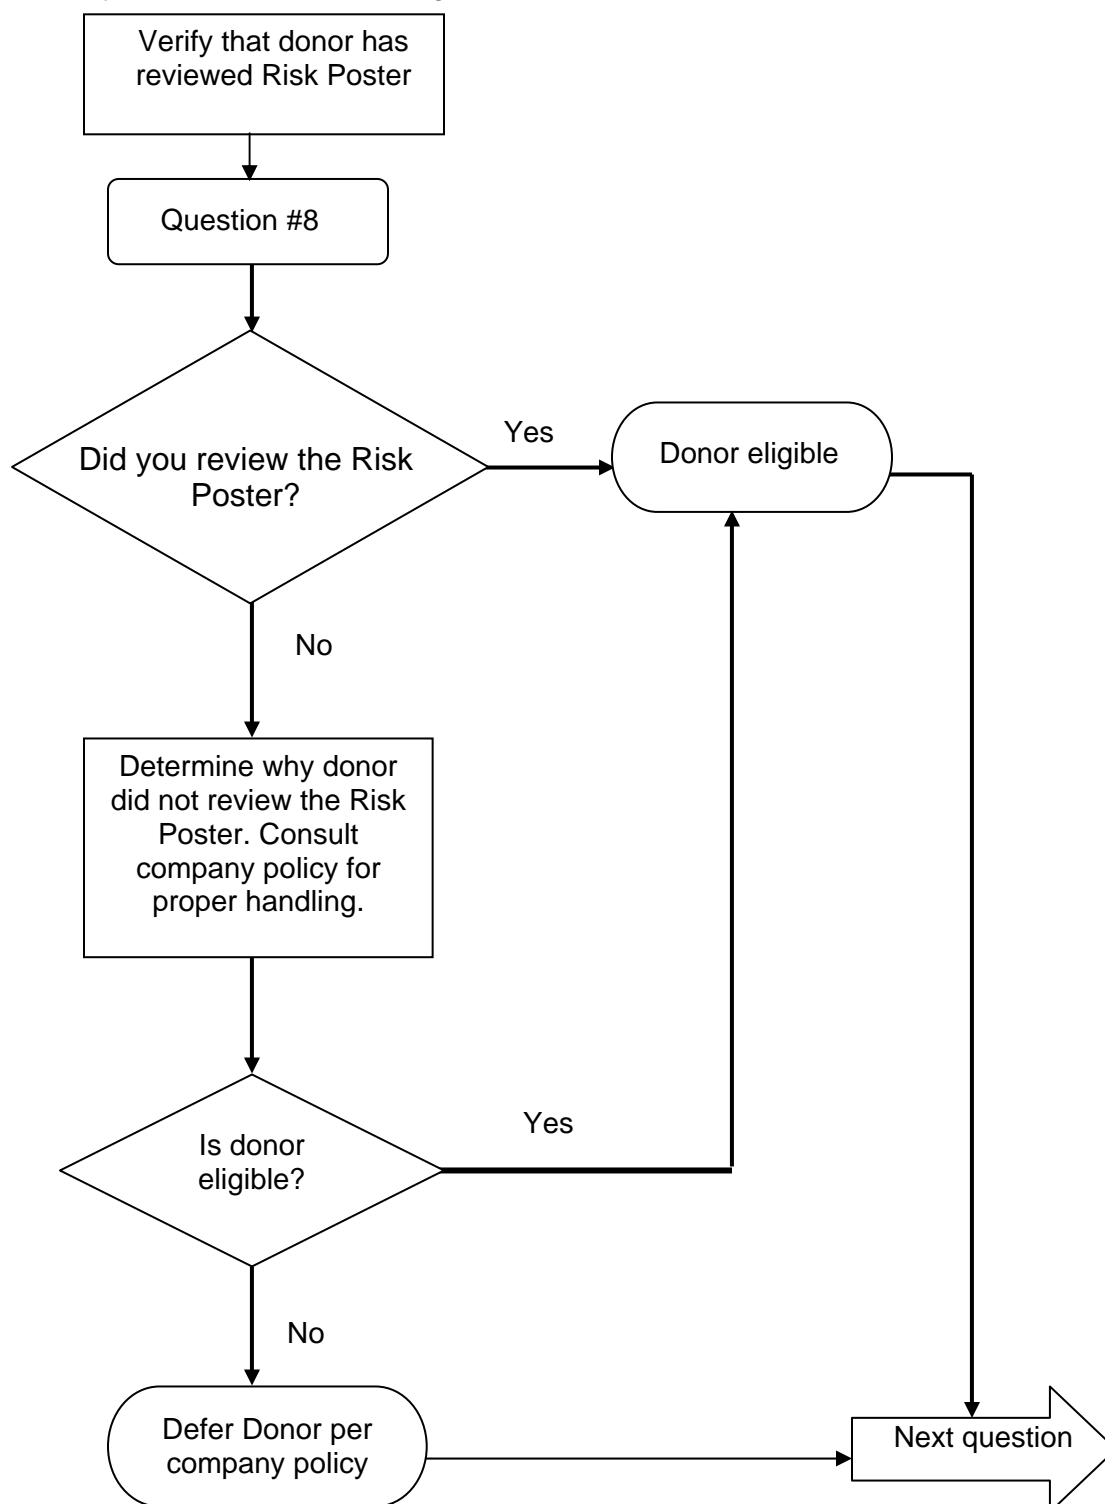 Verify that donor has
reviewed Risk Poster
Question #8
Did you review the Risk
Poster?
Yes
Donor eligible
No
Determine why donor
did not review the Risk
Poster. Consult
company policy for
proper handling.
Is donor
eligible?
Yes
No
Defer Donor per
company policy
Next question